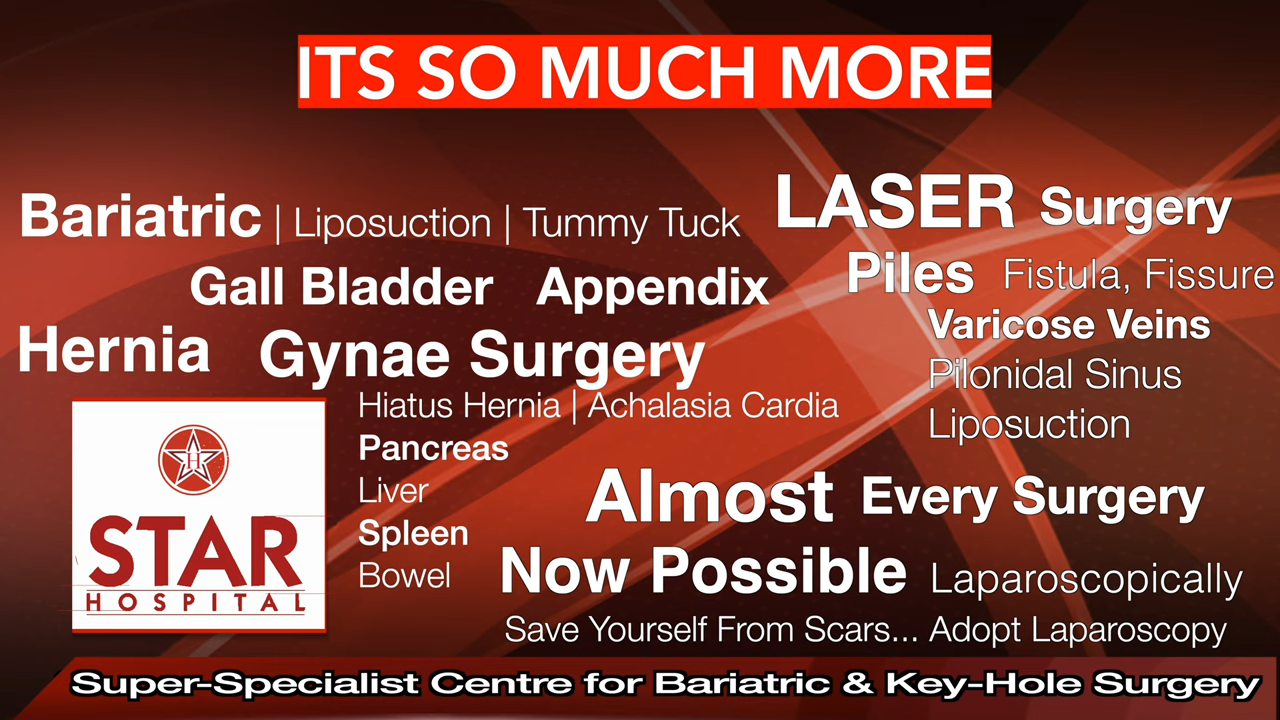 ITS SO MUCH MORE
Bariatric | Liposuction | Tummy Tuck
Gall Bladder Appendix
Hernia Gynae Surgery
Hiatus Hernia | Achalasia Cardia
Pancreas
Liver
Spleen
Bowel
LASER Surgery
Piles Fistula, Fissure
Varicose Veins
Pilonidal Sinus
Liposuction
Almost Every Surgery
Now Possible Laparoscopically
Save Yourself From Scars... Adopt Laparoscopy
H
STAR
HOSPITAL
Super-Specialist Centre for Bariatric & Key-Hole Surgery